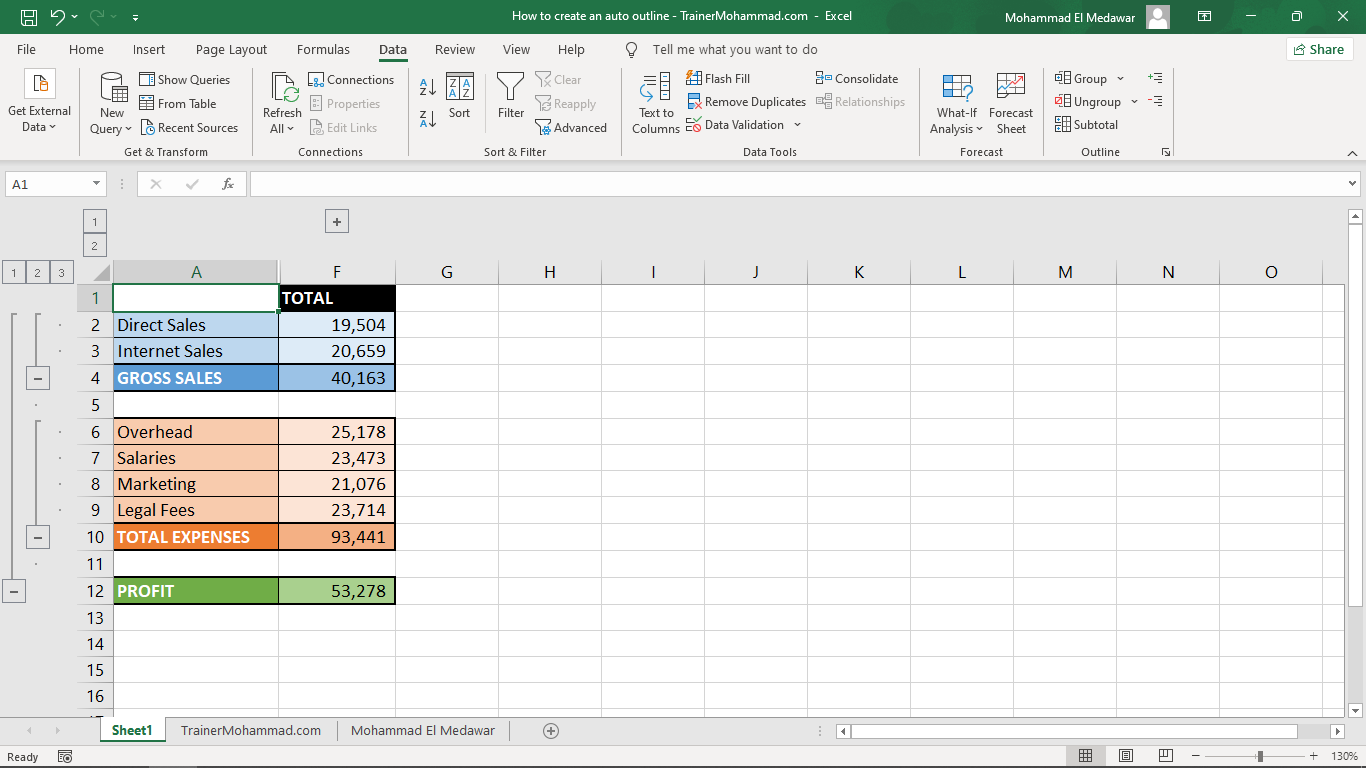 How to create an auto outline - TrainerMohammad.com - Excel
Mohammad El Medawar
File Home Insert Page Layout Formulas Data Review View Help Tell me what you want to do Share
Get External Data
New Query
Show Queries
From Table
Recent Sources
Get & Transform
Refresh All
Connections
Properties
Edit Links
Connections
Sort
Filter
Clear
Reapply
Advanced
Sort & Filter
Text to Columns
Flash Fill
Remove Duplicates
Data Validation
Consolidate
Relationships
Data Tools
What-If Analysis
Forecast Sheet
Forecast
Group
Ungroup
Subtotal
Outline
A1 fx
1
2
1 2 3 A F G H I J K L M N O
1 TOTAL
2 Direct Sales 19,504
3 Internet Sales 20,659
4 GROSS SALES 40,163
5
6 Overhead 25,178
7 Salaries 23,473
8 Marketing 21,076
9 Legal Fees 23,714
10 TOTAL EXPENSES 93,441
11
12 PROFIT 53,278
13
14
15
16
Sheet1 TrainerMohammad.com Mohammad El Medawar
Ready 130%